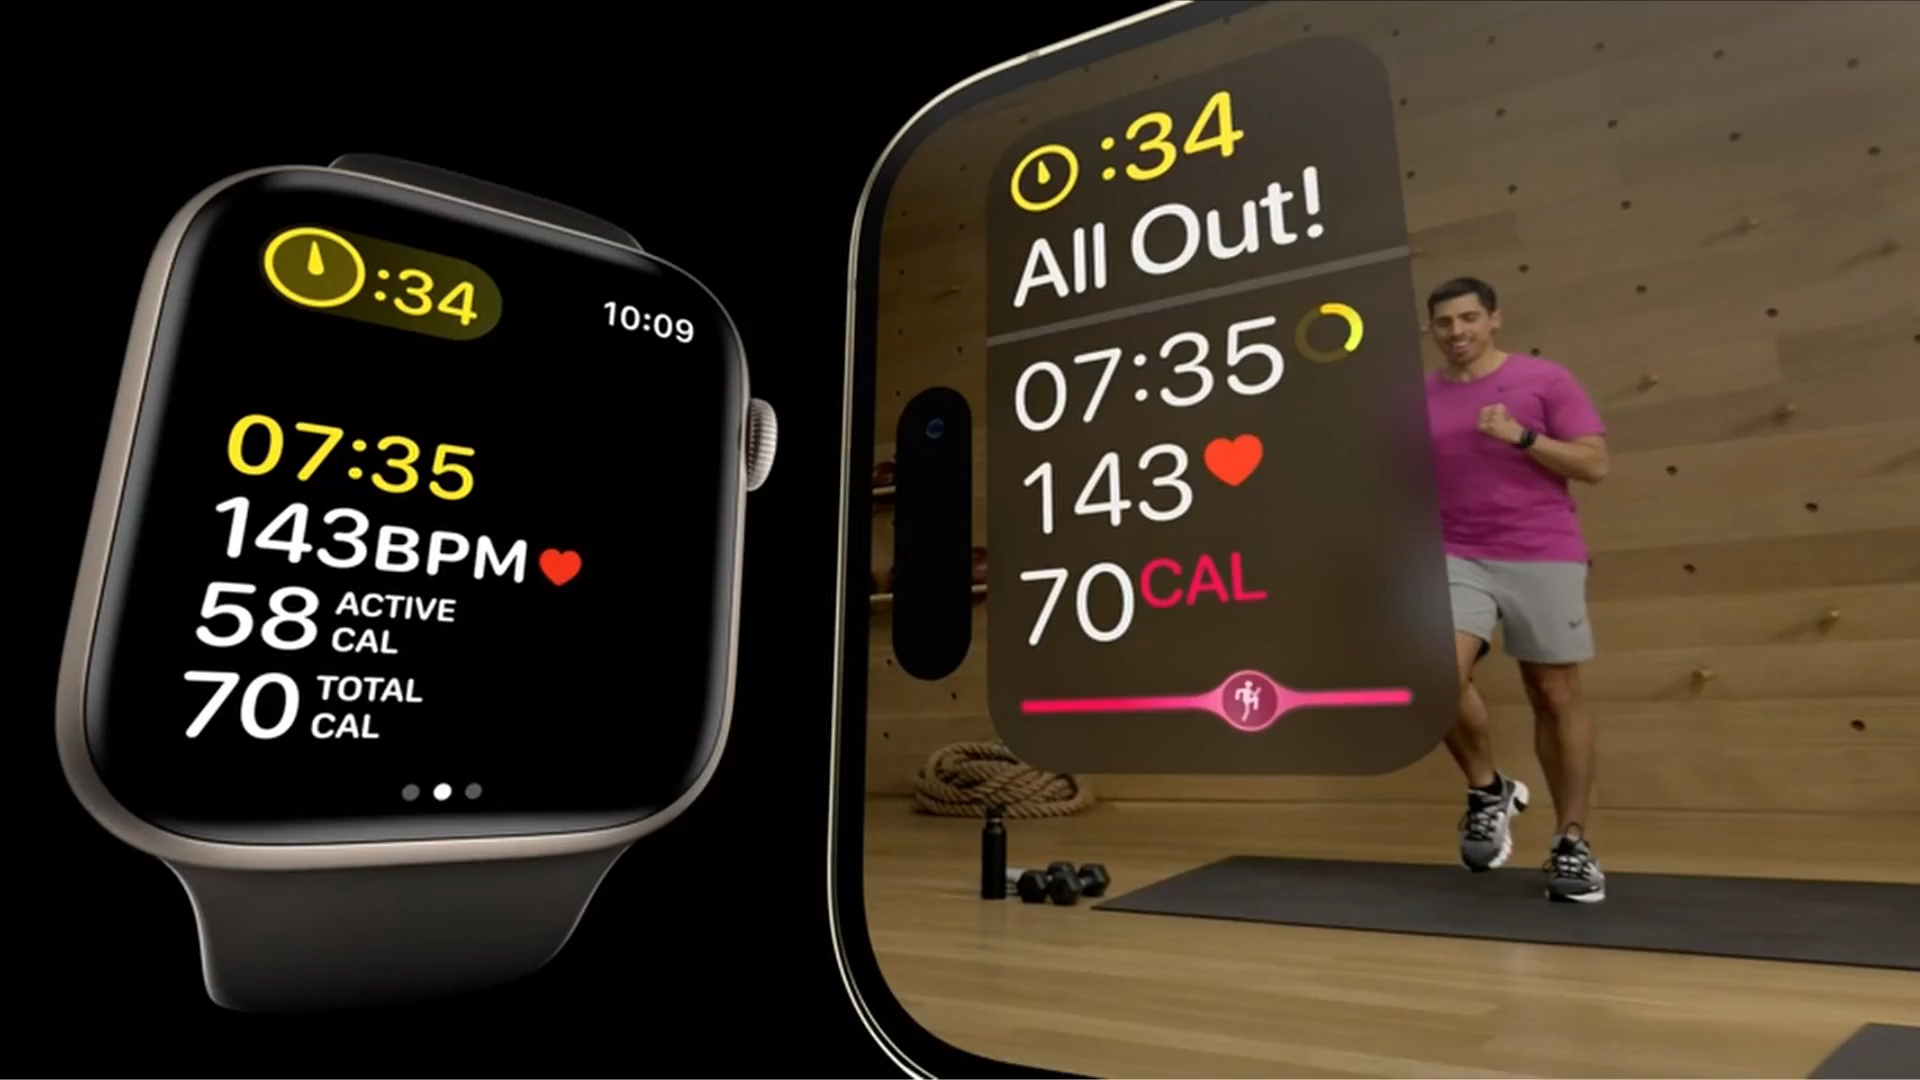 :34
10:09
07:35
143BPM
58 ACTIVE CAL
70 TOTAL CAL
:34
All Out!
07:35
143
70CAL